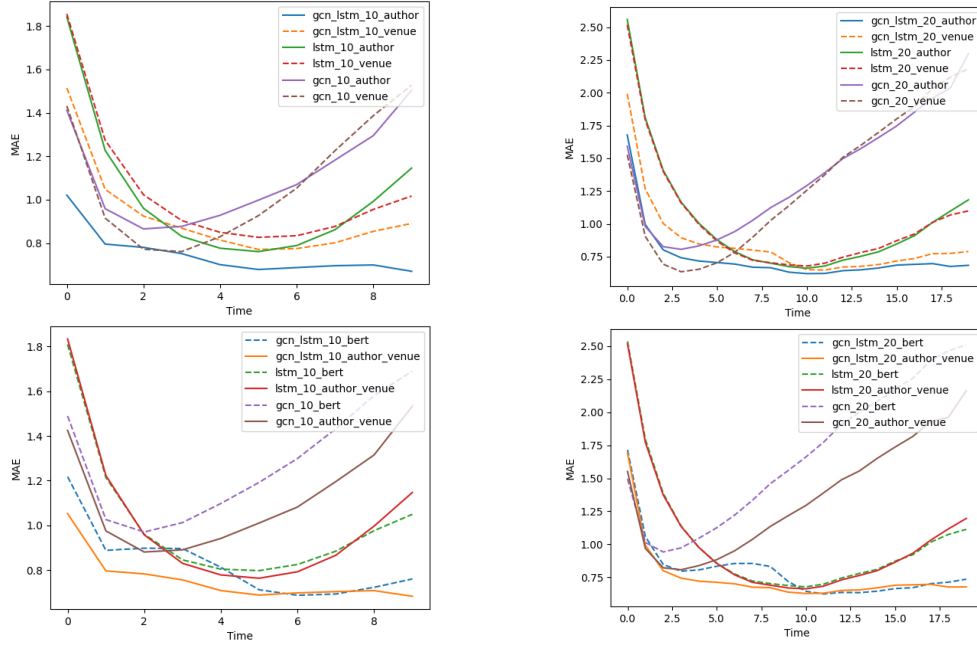 gcn_lstm_10_author
gcn_lstm_10_venue
lstm_10_author
lstm_10_venue
gcn_10_author
gcn_10_venue
1.8
1.6
1.4
1.2
1.0
0.8
MAE
0 2 4 6 8
Time
gcn_lstm_20_author
gcn_lstm_20_venue
lstm_20_author
lstm_20_venue
gcn_20_author
gcn_20_venue
2.50
2.25
2.00
1.75
1.50
1.25
1.00
0.75
MAE
0.0 2.5 5.0 7.5 10.0 12.5 15.0 17.5
Time
gcn_lstm_10_bert
gcn_lstm_10_author_venue
lstm_10_bert
lstm_10_author_venue
gcn_10_bert
gcn_10_author_venue
1.8
1.6
1.4
1.2
1.0
0.8
MAE
0 2 4 6 8
Time
gcn_lstm_20_bert
gcn_lstm_20_author_venue
lstm_20_bert
lstm_20_author_venue
gcn_20_bert
gcn_20_author_venue
2.50
2.25
2.00
1.75
1.50
1.25
1.00
0.75
MAE
0.0 2.5 5.0 7.5 10.0 12.5 15.0 17.5
Time